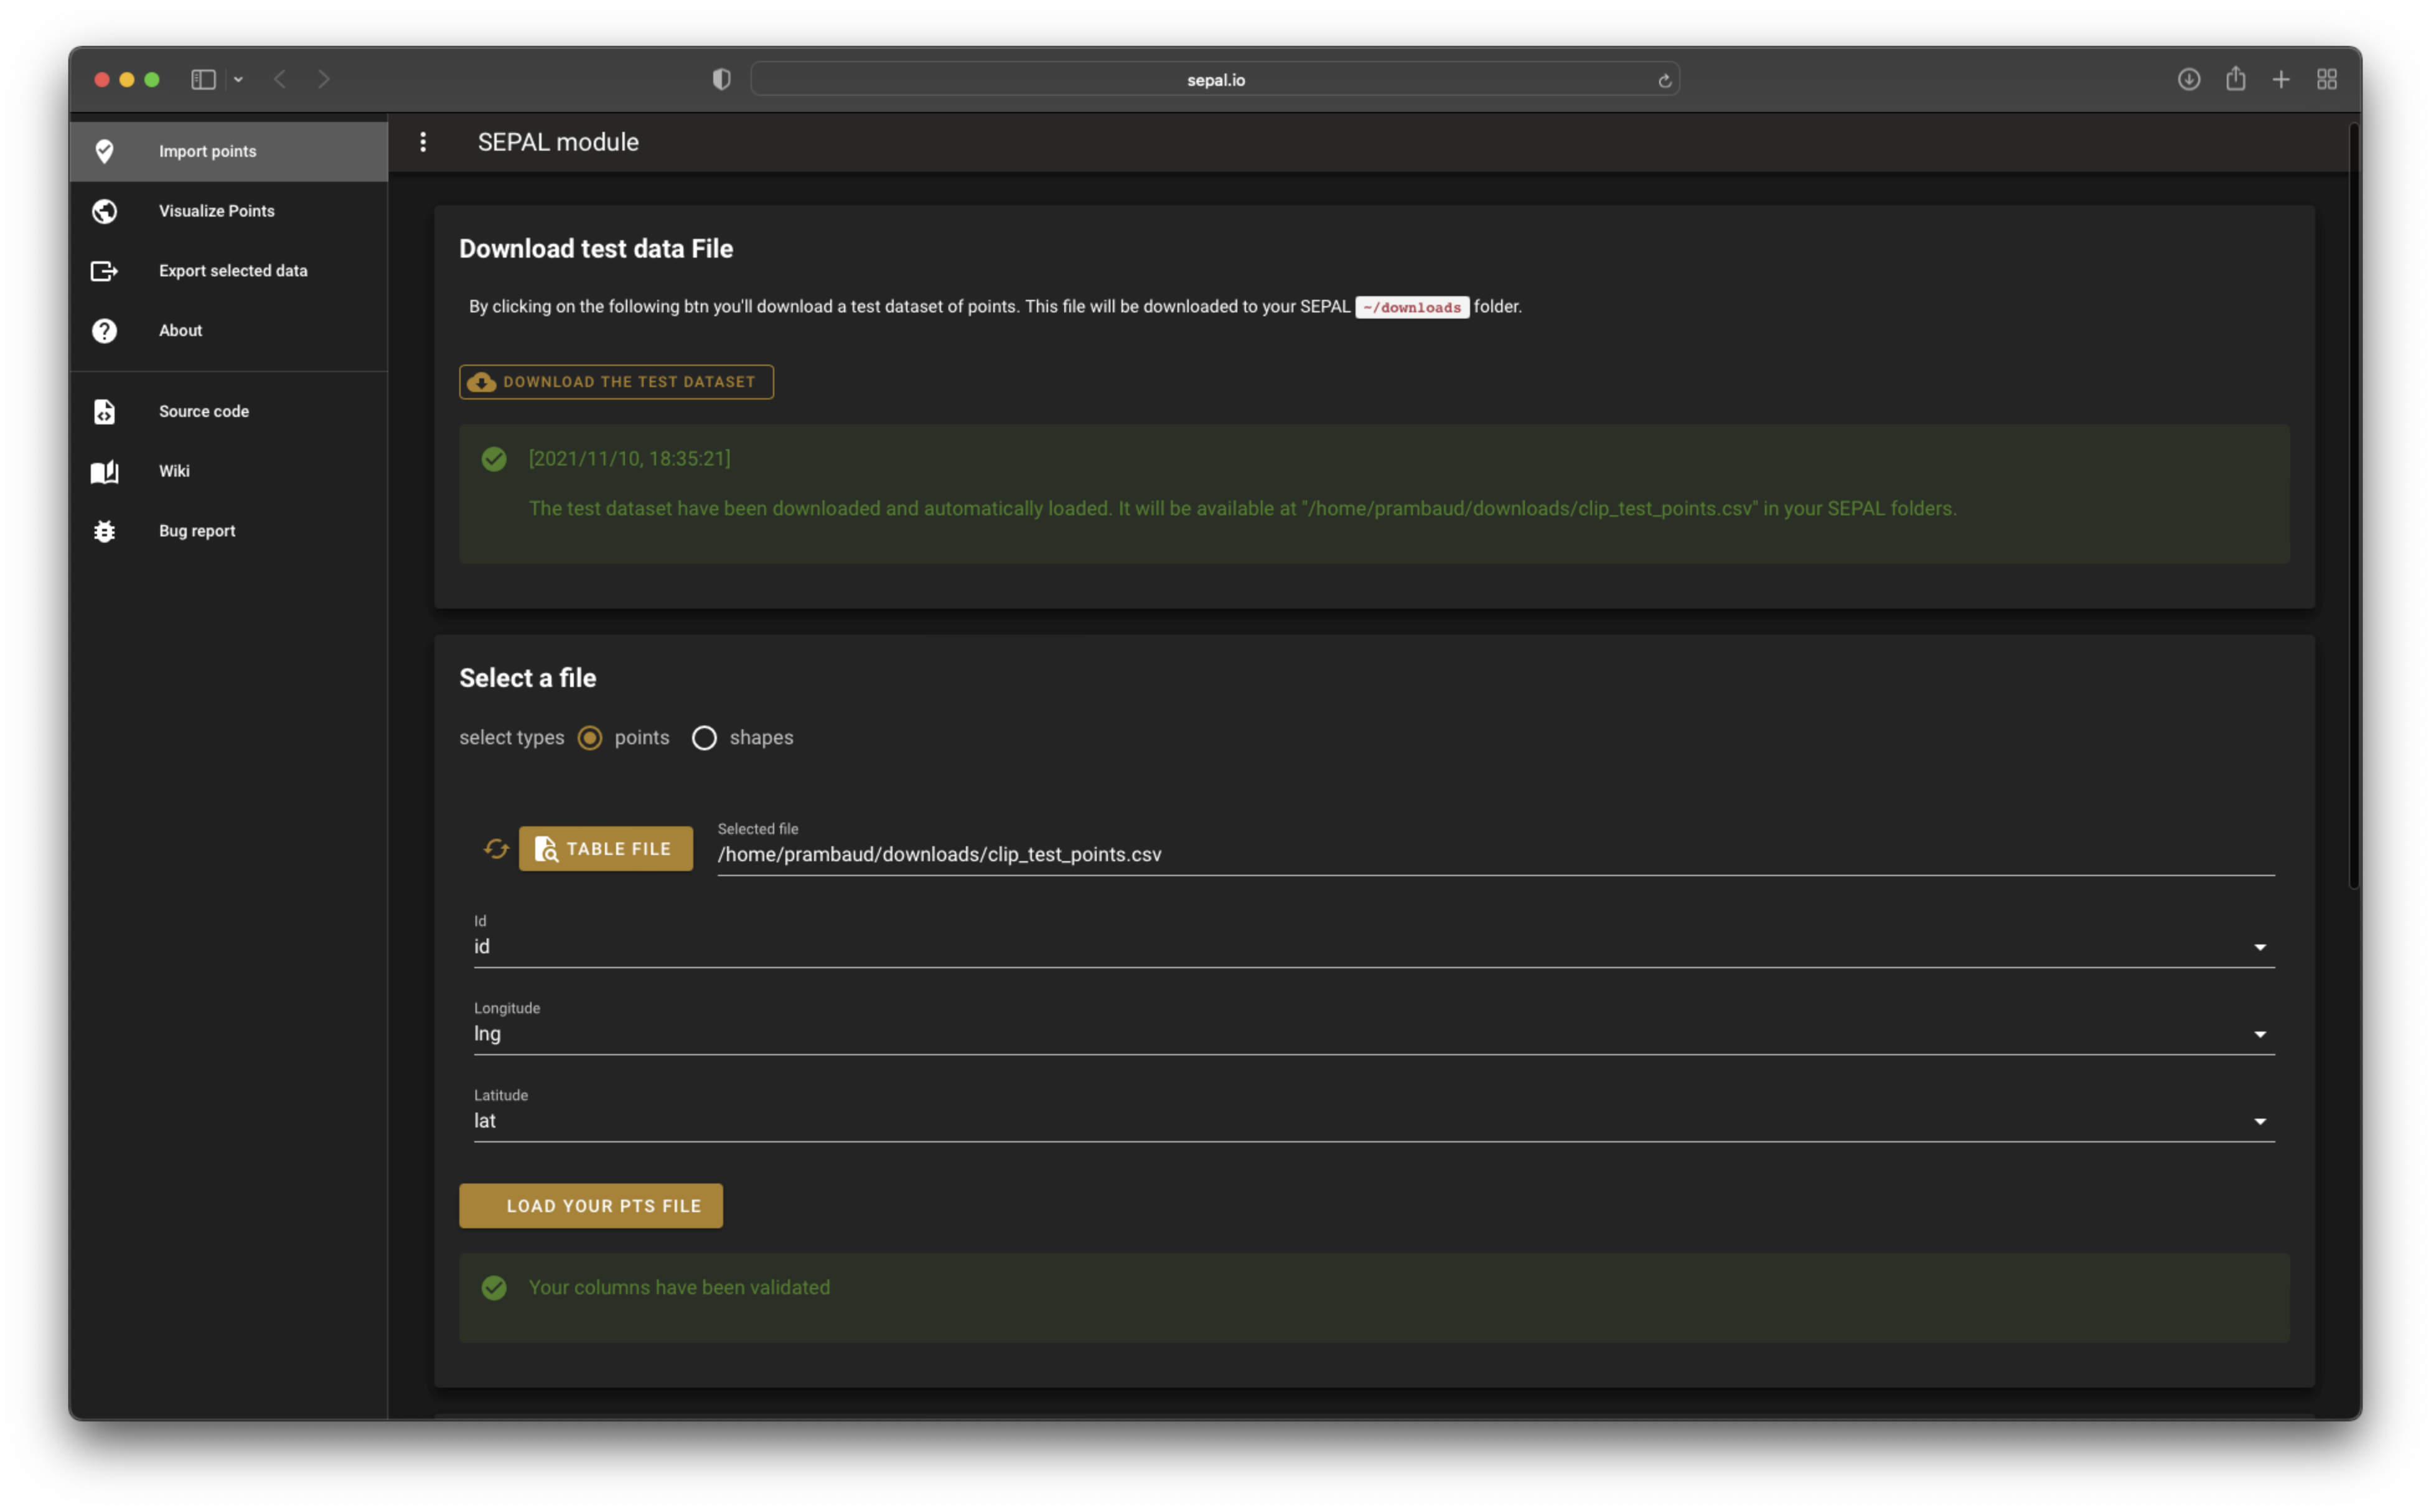 sepal.io
Import points
Visualize Points
Export selected data
About
Source code
Wiki
Bug report
SEPAL module
Download test data File
By clicking on the following btn you'll download a test dataset of points. This file will be downloaded to your SEPAL ~/downloads folder.
DOWNLOAD THE TEST DATASET
[2021/11/10, 18:35:21]
The test dataset have been downloaded and automatically loaded. It will be available at "/home/prambaud/downloads/clip_test_points.csv" in your SEPAL folders.
Select a file
select types points shapes
TABLE FILE
Selected file
/home/prambaud/downloads/clip_test_points.csv
Id
id
Longitude
lng
Latitude
lat
LOAD YOUR PTS FILE
Your columns have been validated